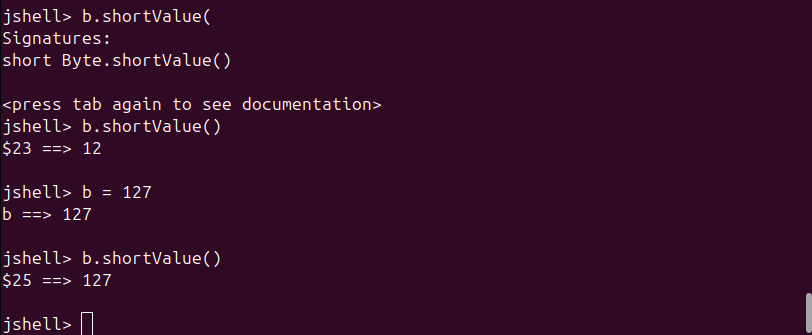 jshell> b.shortValue(
Signatures:
short Byte.shortValue()
<press tab again to see documentation>
jshell> b.shortValue()
$23 ==> 12
jshell> b = 127
b ==> 127
jshell> b.shortValue()
$25 ==> 127
jshell>